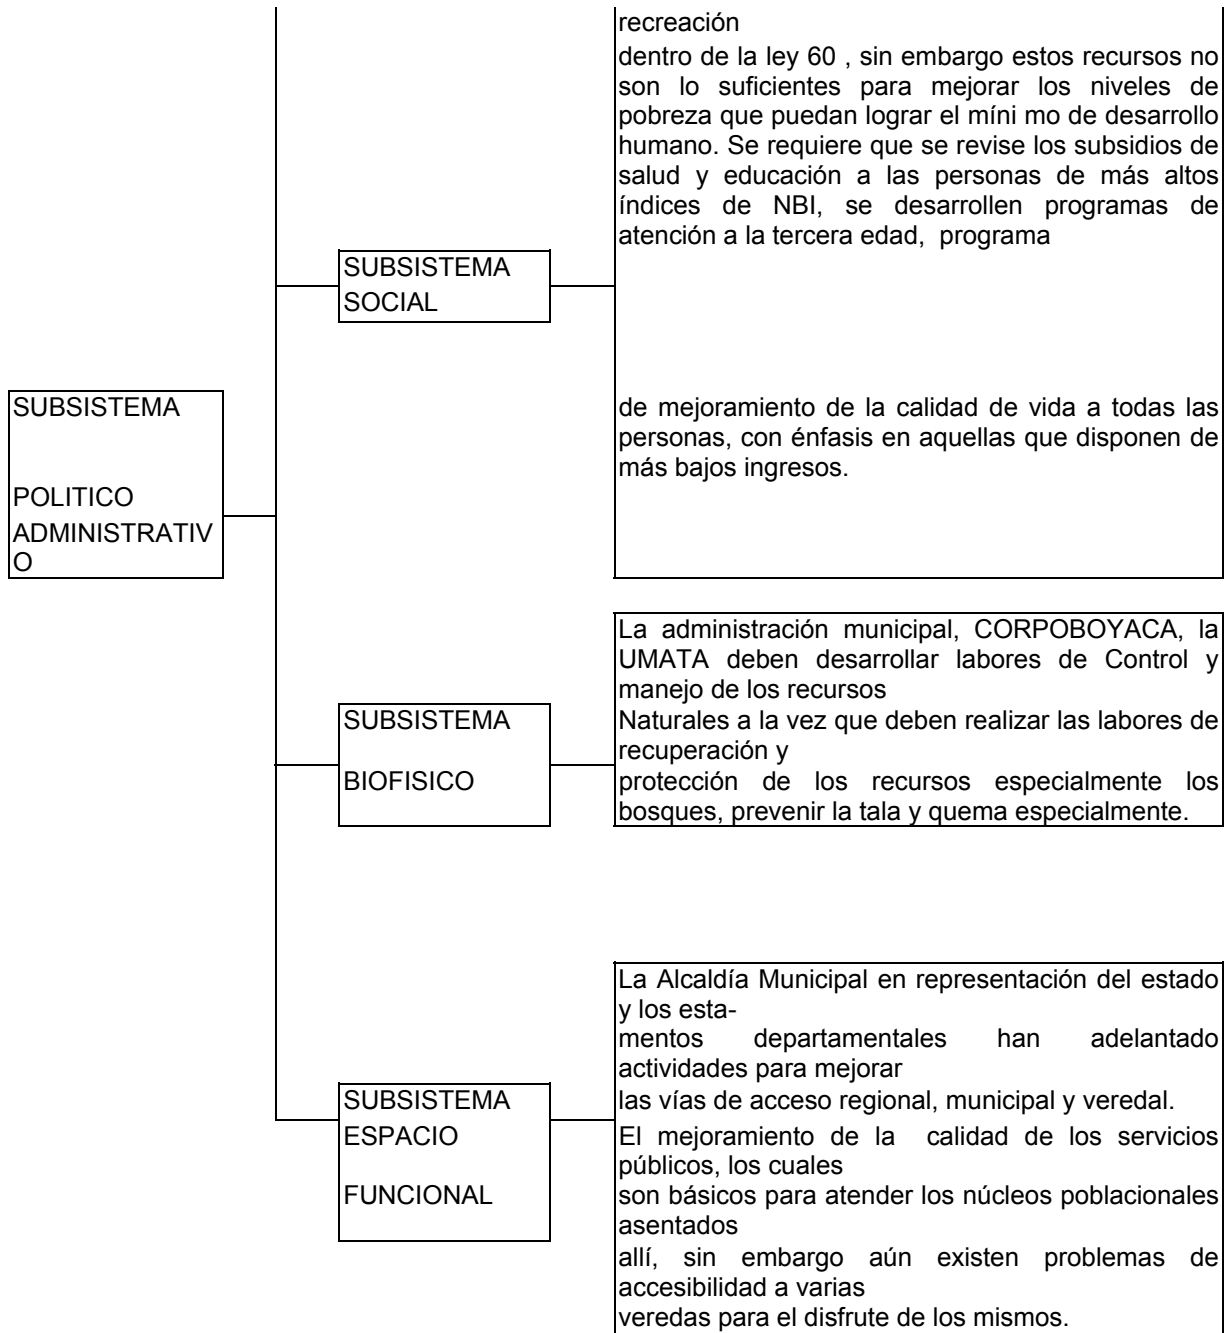 recreación
dentro de la ley 60 , sin embargo estos recursos no
son lo suficientes para mejorar los niveles de
pobreza que puedan lograr el míni mo de desarrollo
humano. Se requiere que se revise los subsidios de
salud y educación a las personas de más altos
índices de NBI, se desarrollen programas de
atención a la tercera edad, programa
SUBSISTEMA
SOCIAL
SUBSISTEMA
POLITICO
ADMINISTRATIV
O
de mejoramiento de la calidad de vida a todas las
personas, con énfasis en aquellas que disponen de
más bajos ingresos.
La administración municipal, CORPOBOYACA, la
UMATA deben desarrollar labores de Control y
manejo de los recursos
Naturales a la vez que deben realizar las labores de
recuperación y
protección de los recursos especialmente los
bosques, prevenir la tala y quema especialmente.
SUBSISTEMA
BIOFISICO
La Alcaldía Municipal en representación del estado
y los esta-
mentos departamentales han adelantado
actividades para mejorar
las vías de acceso regional, municipal y veredal.
El mejoramiento de la calidad de los servicios
públicos, los cuales
son básicos para atender los núcleos poblacionales
asentados
allí, sin embargo aún existen problemas de
accesibilidad a varias
veredas para el disfrute de los mismos.
SUBSISTEMA
ESPACIO
FUNCIONAL